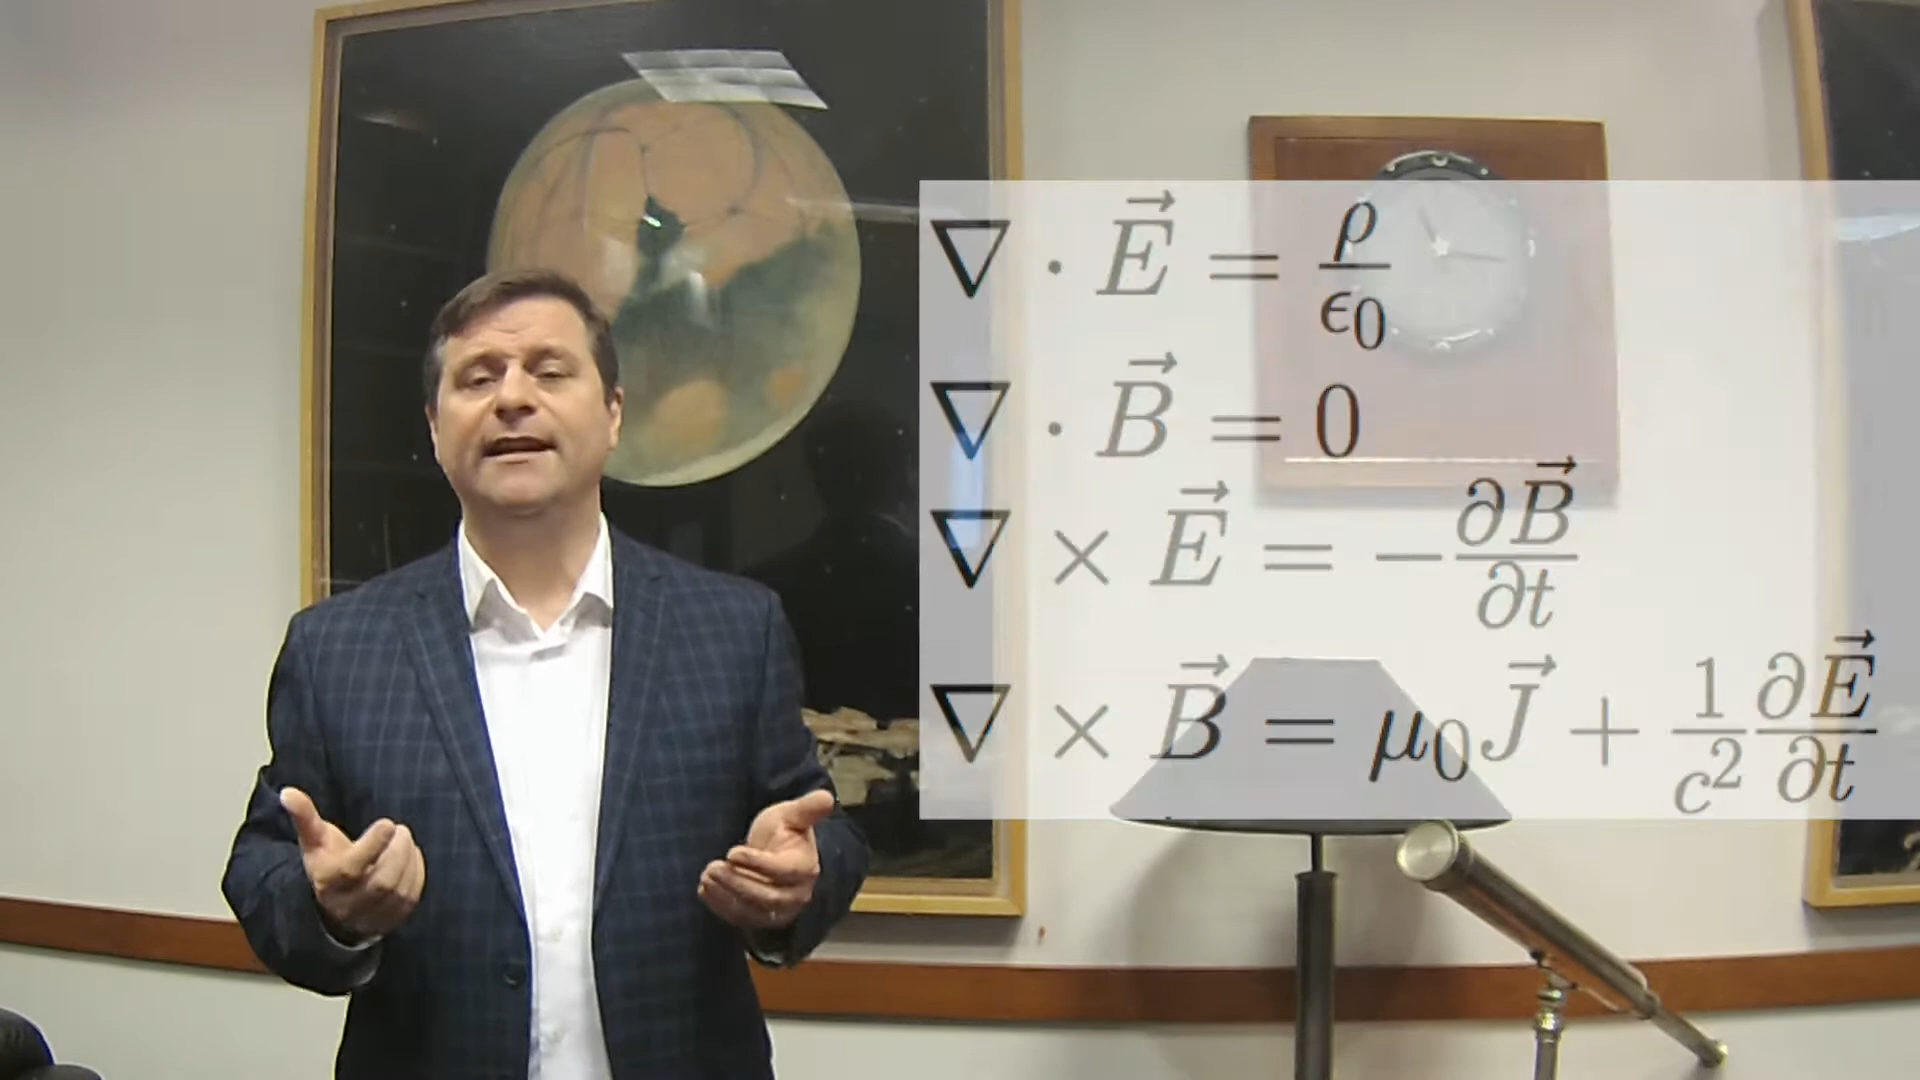 ∇ · E⃗ = ρ/ϵ₀
∇ · B⃗ = 0
∇ × E⃗ = −∂B⃗/∂t
∇ × B⃗ = μ₀J⃗ + 1/c² ∂E⃗/∂t